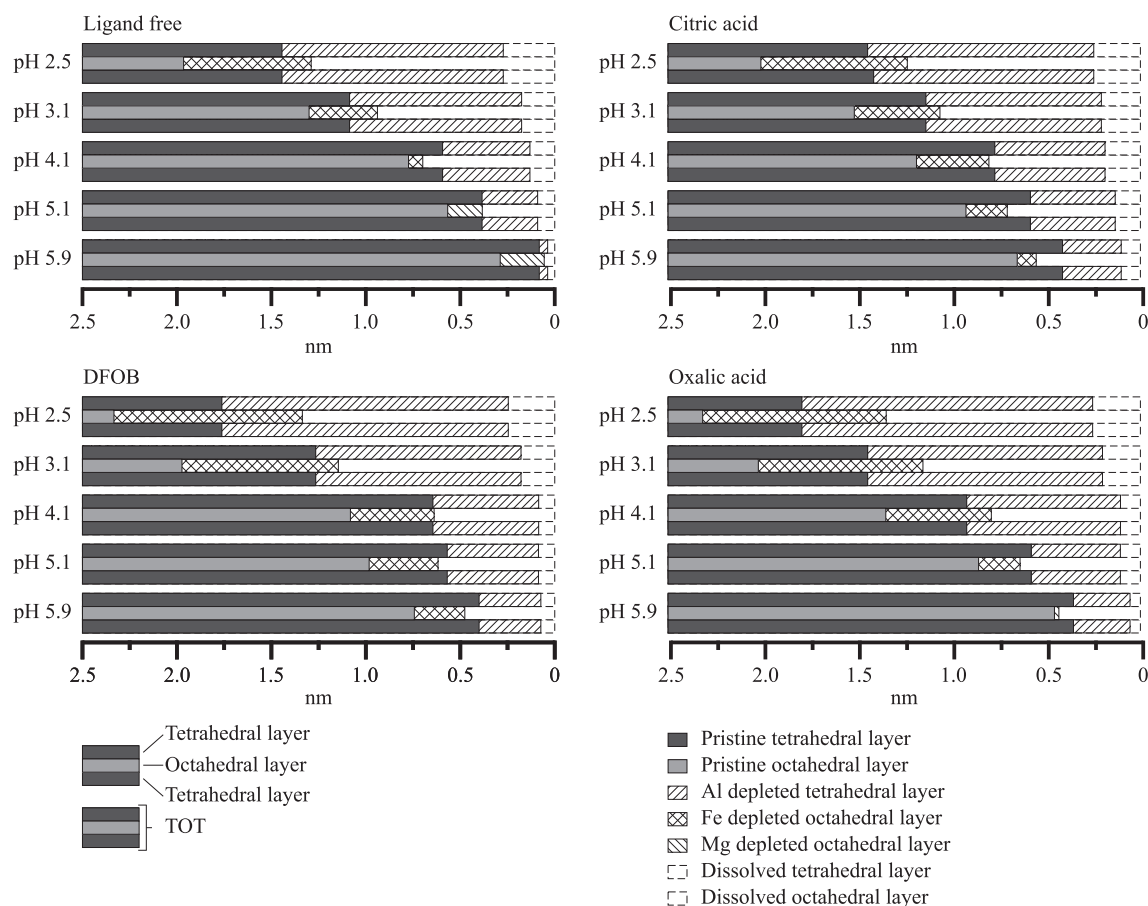 Ligand free
pH 2.5
pH 3.1
pH 4.1
pH 5.1
pH 5.9
2.5 2.0 1.5 1.0 0.5 0
nm
Citric acid
pH 2.5
pH 3.1
pH 4.1
pH 5.1
pH 5.9
2.5 2.0 1.5 1.0 0.5 0
nm
DFOB
pH 2.5
pH 3.1
pH 4.1
pH 5.1
pH 5.9
2.5 2.0 1.5 1.0 0.5 0
nm
Oxalic acid
pH 2.5
pH 3.1
pH 4.1
pH 5.1
pH 5.9
2.5 2.0 1.5 1.0 0.5 0
nm
Tetrahedral layer
Octahedral layer
Tetrahedral layer
TOT
Pristine tetrahedral layer
Pristine octahedral layer
Al depleted tetrahedral layer
Fe depleted octahedral layer
Mg depleted octahedral layer
Dissolved tetrahedral layer
Dissolved octahedral layer